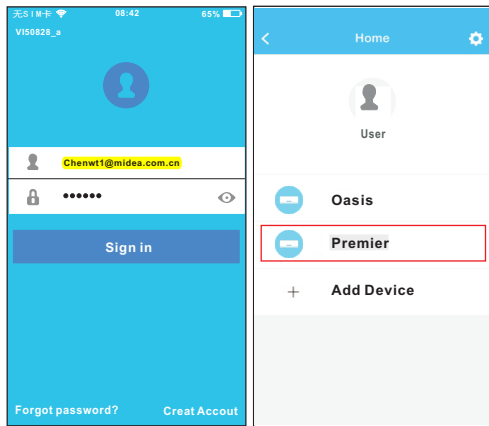 无SIM卡 08:42 65%
VI50828_a
Chenwt1@midea.com.cn
••••••
Sign in
Forgot password? Creat Accout
Home
User
Oasis
Premier
+ Add Device